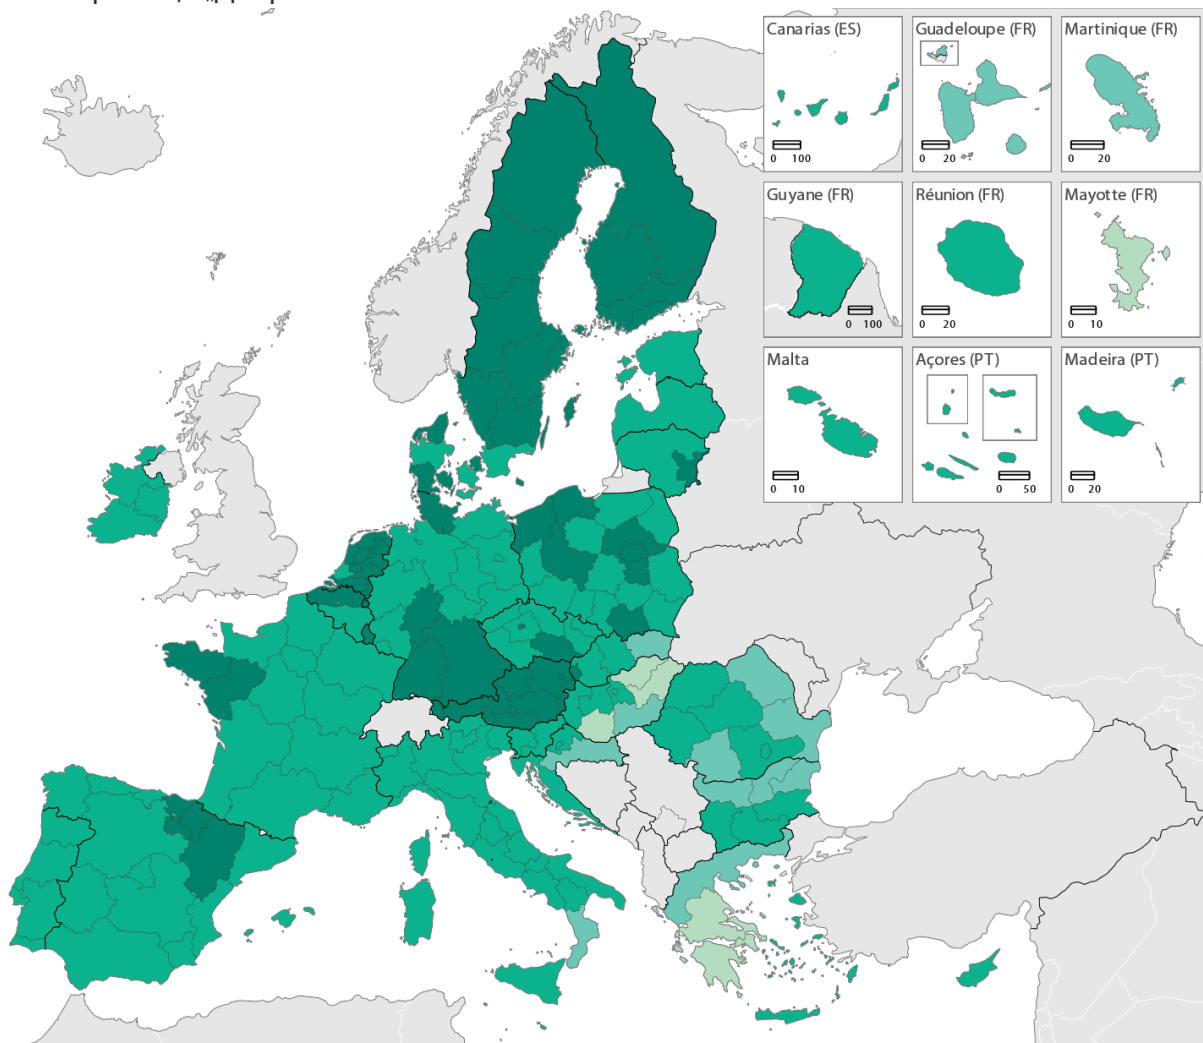 Canarias (ES)
0 100
Guadeloupe (FR)
0 20
Martinique (FR)
0 20
Guyane (FR)
0 100
Réunion (FR)
0 20
Mayotte (FR)
0 10
Malta
0 10
Açores (PT)
0 50
Madeira (PT)
0 20